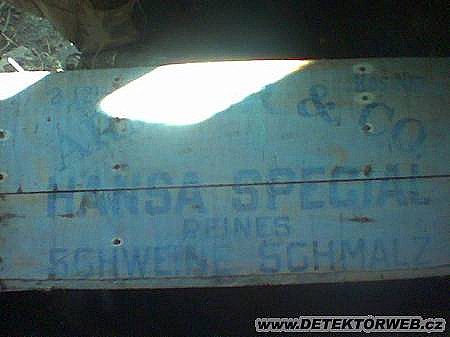 & Co
HANSA SPECIAL
REINES
SCHWEINE SCHMALZ
WWW.DETEKTORWEB.CZ